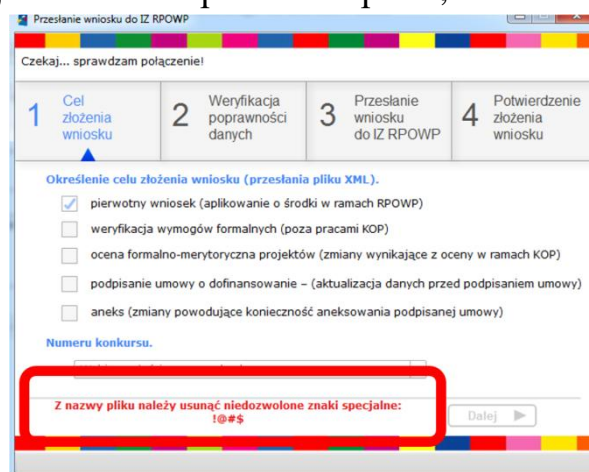 Przesłanie wniosku do IZ RPOWP
Czekaj... sprawdzam połączenie!
1 Cel złożenia wniosku
2 Weryfikacja poprawności danych
3 Przesłanie wniosku do IZ RPOWP
4 Potwierdzenie złożenia wniosku
Określenie celu złożenia wniosku (przesłania pliku XML).
pierwotny wniosek (aplikowanie o środki w ramach RPOWP)
weryfikacja wymogów formalnych (poza pracami KOP)
ocena formalno-merytoryczna projektów (zmiany wynikające z oceny w ramach KOP)
podpisanie umowy o dofinansowanie – (aktualizacja danych przed podpisaniem umowy)
aneks (zmiany powodujące konieczność aneksowania podpisanej umowy)
Numeru konkursu.
Z nazwy pliku należy usunąć niedozwolone znaki specjalne:
!@#$
Dalej